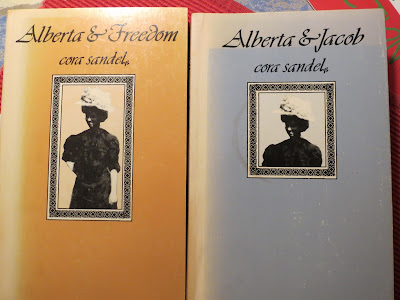 Alberta & Freedom
cora sandel
Alberta & Jacob
cora sandel